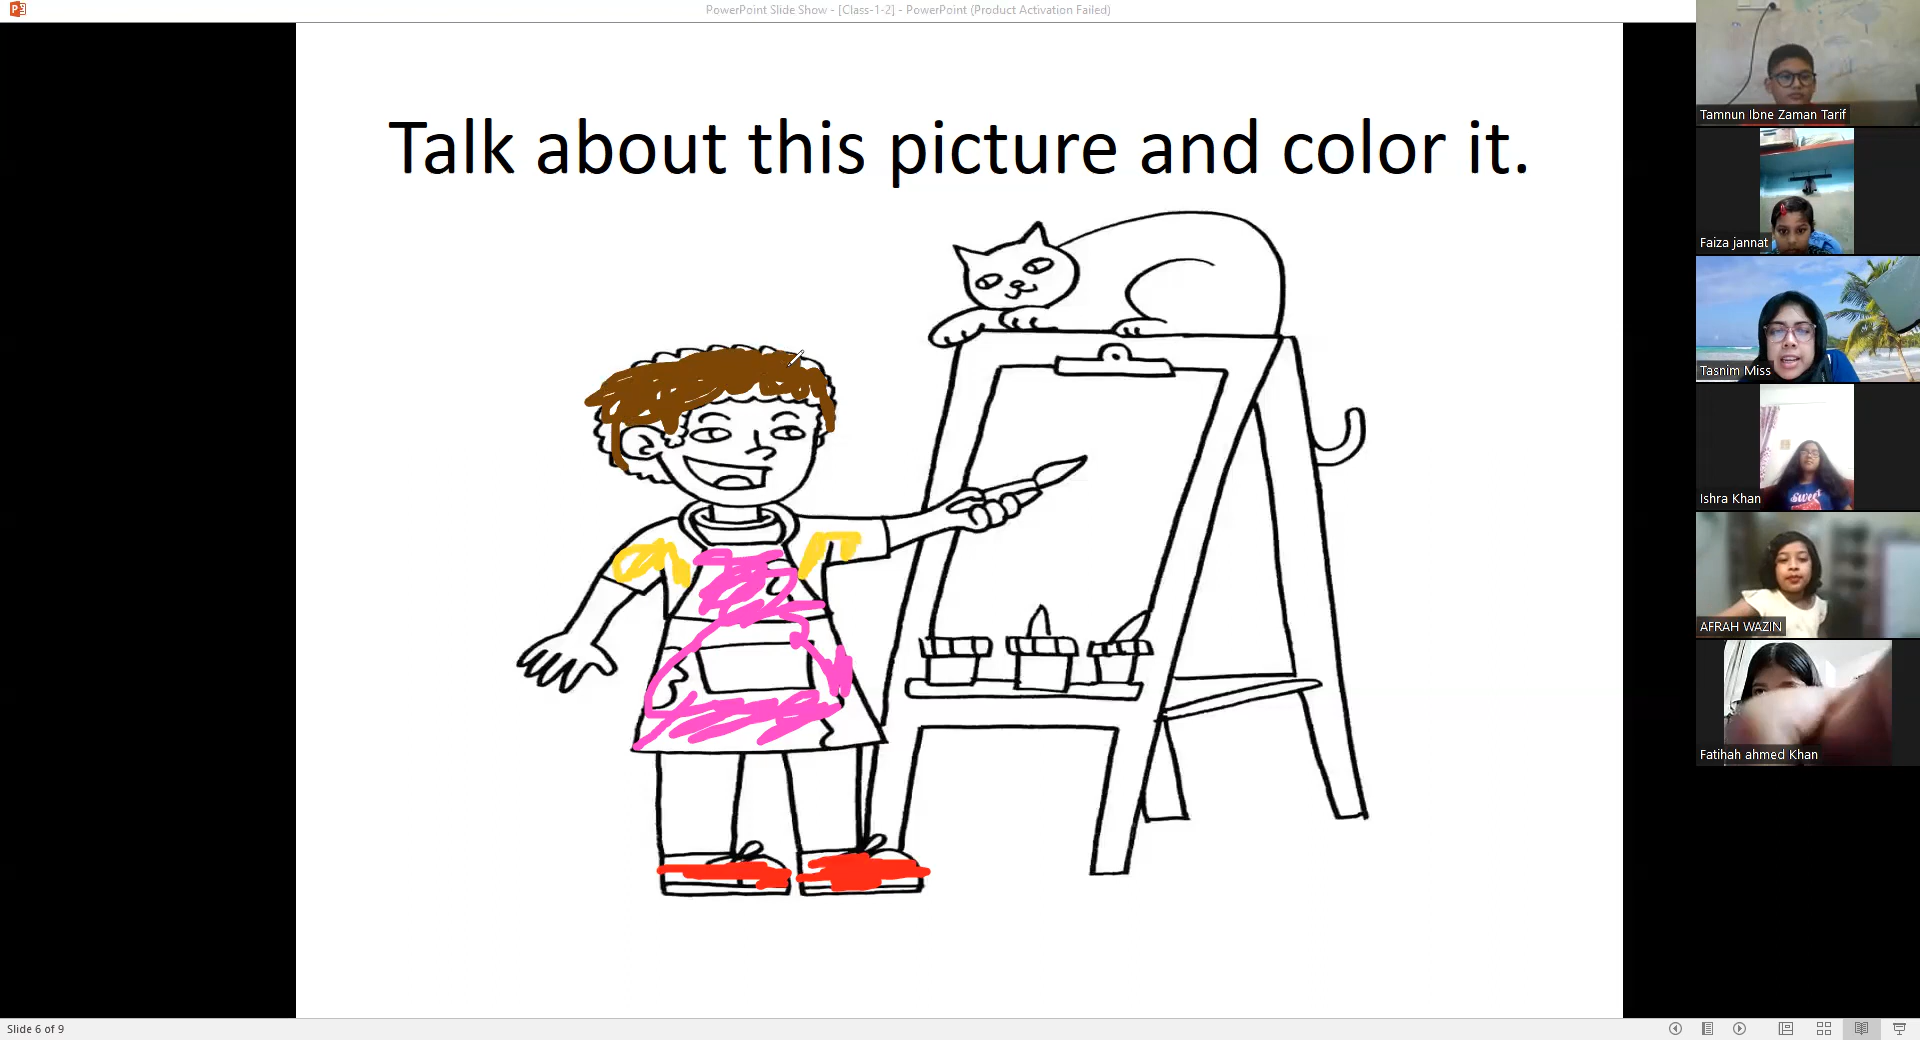 PowerPoint Slide Show - [Class-1-2] - PowerPoint (Product Activation Failed)
Talk about this picture and color it.
Tamnun Ibne Zaman Tarif
Faiza jannat
Tasnim Miss
Ishra Khan
Sweet
AFRAH WAZIN
Fatihah ahmed Khan
Slide 6 of 9